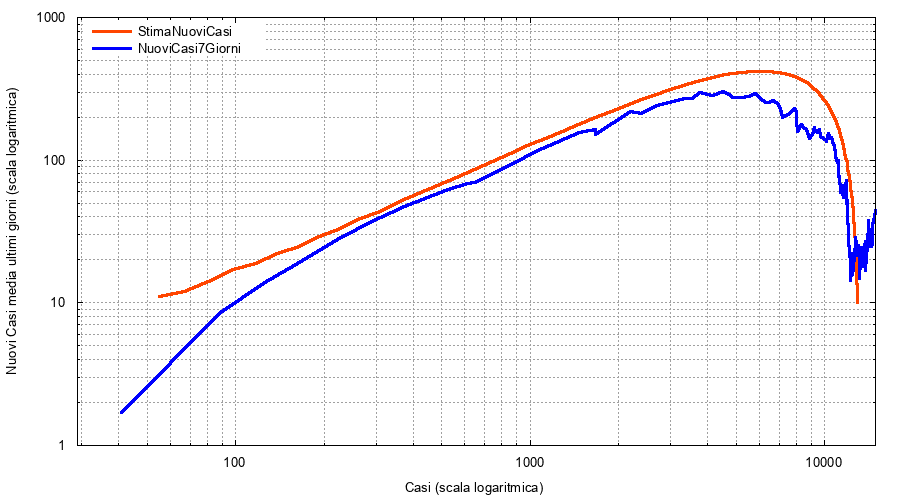 1000
100
10
1
StimaNuoviCasi
NuoviCasi7Giorni
Nuovi Casi media ultimi giorni (scala logaritmica)
100
1000
10000
Casi (scala logaritmica)